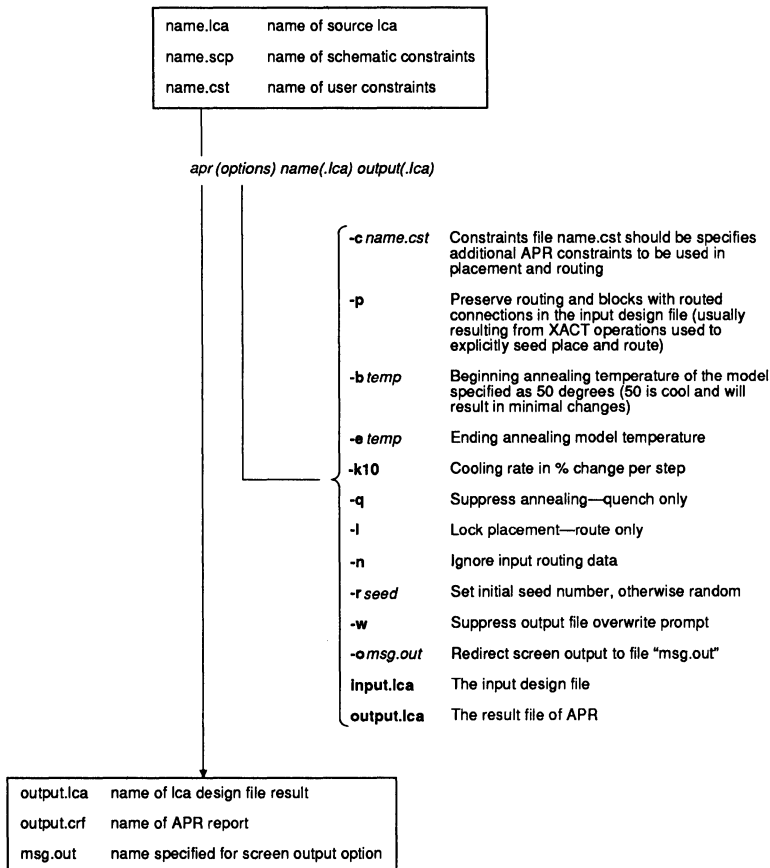 name.lca name of source lca
name.scp name of schematic constraints
name.cst name of user constraints
apr (options) name(.lca) output(.lca)
-c name.cst Constraints file name.cst should be specifies
additional APR constraints to be used in
placement and routing
-p Preserve routing and blocks with routed
connections in the input design file (usually
resulting from XACT operations used to
explicitly seed place and route)
-b temp Beginning annealing temperature of the model
specified as 50 degrees (50 is cool and will
result in minimal changes)
-e temp Ending annealing model temperature
-k10 Cooling rate in % change per step
-q Suppress annealing—quench only
-l Lock placement—route only
-n Ignore input routing data
-r seed Set initial seed number, otherwise random
-w Suppress output file overwrite prompt
-o msg.out Redirect screen output to file "msg.out"
input.lca The input design file
output.lca The result file of APR
output.lca name of lca design file result
output.crf name of APR report
msg.out name specified for screen output option